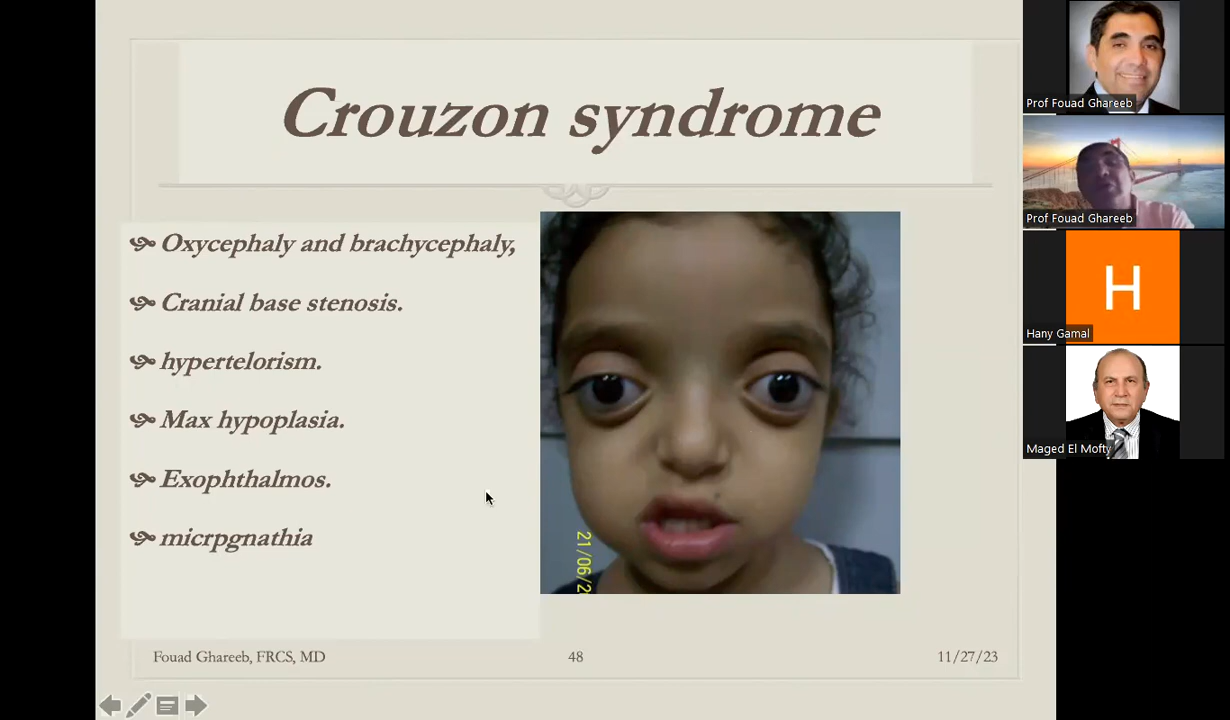 Crouzon syndrome
Oxycephaly and brachycephaly,
Cranial base stenosis.
hypertelorism.
Max hypoplasia.
Exophthalmos.
micrpgnathia
21/06/2
Fouad Ghareeb, FRCS, MD
48
11/27/23
Prof Fouad Ghareeb
Prof Fouad Ghareeb
H
Hany Gamal
Maged El Mofty